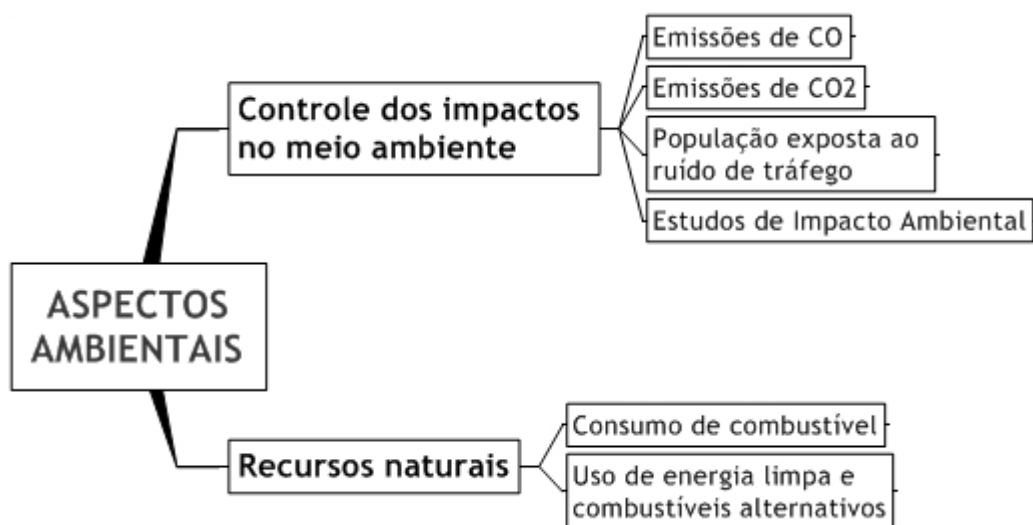 ASPECTOS
AMBIENTAIS
Controle dos impactos
no meio ambiente
Emissões de CO
Emissões de CO2
População exposta ao
ruído de tráfego
Estudos de Impacto Ambiental
Recursos naturais
Consumo de combustível
Uso de energia limpa e
combustíveis alternativos